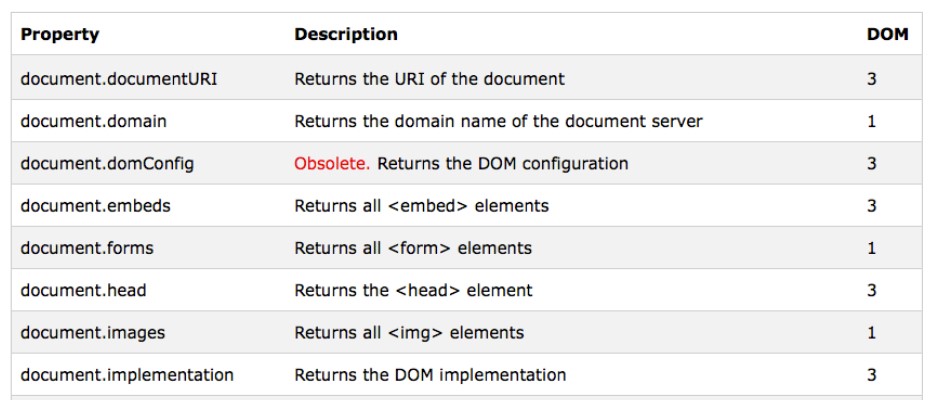 Property Description DOM
document.documentURI Returns the URI of the document 3
document.domain Returns the domain name of the document server 1
document.domConfig Obsolete. Returns the DOM configuration 3
document.embeds Returns all <embed> elements 3
document.forms Returns all <form> elements 1
document.head Returns the <head> element 3
document.images Returns all <img> elements 1
document.implementation Returns the DOM implementation 3